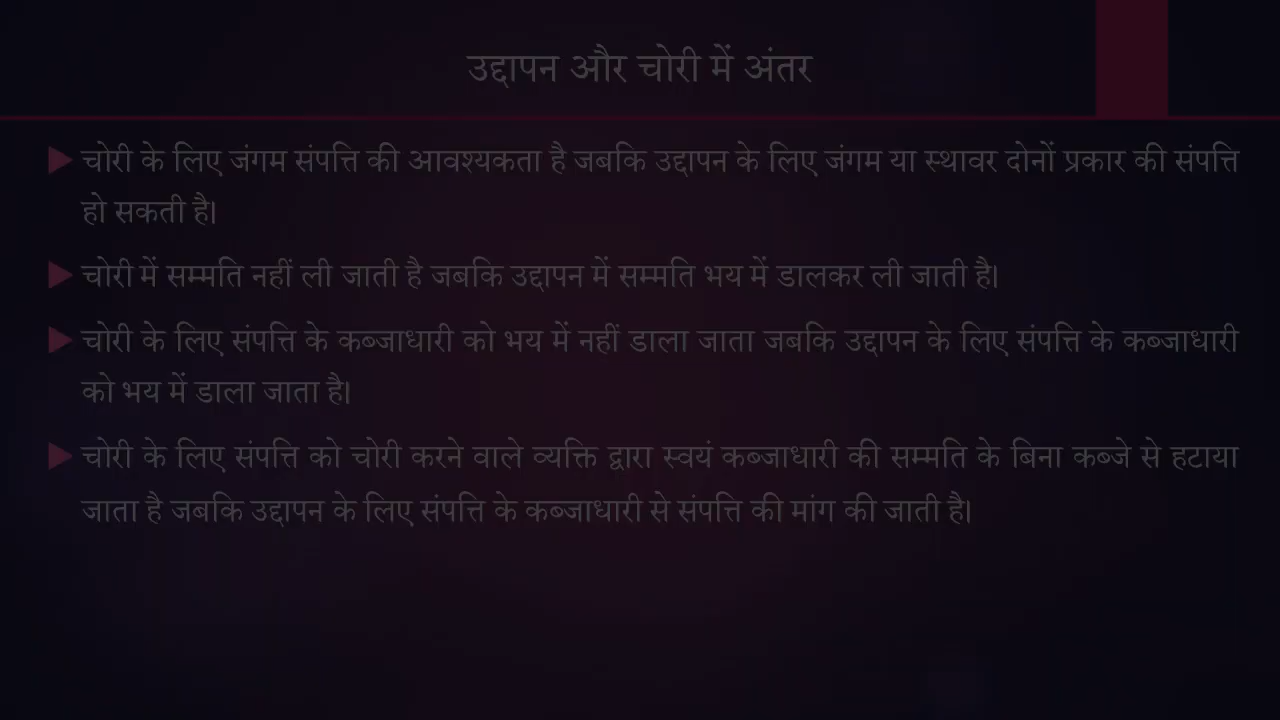 उद्दापन और चोरी में अंतर
चोरी के लिए जंगम संपत्ति की आवश्यकता है जबकि उद्दापन के लिए जंगम या स्थावर दोनों प्रकार की संपत्ति
हो सकती है।
चोरी में सम्मति नहीं ली जाती है जबकि उद्दापन में सम्मति भय में डालकर ली जाती है।
चोरी के लिए संपत्ति के कब्जाधारी को भय में नहीं डाला जाता जबकि उद्दापन के लिए संपत्ति के कब्जाधारी
को भय में डाला जाता है।
चोरी के लिए संपत्ति को चोरी करने वाले व्यक्ति द्वारा स्वयं कब्जाधारी की सम्मति के बिना कब्जे से हटाया
जाता है जबकि उद्दापन के लिए संपत्ति के कब्जाधारी से संपत्ति की मांग की जाती है।